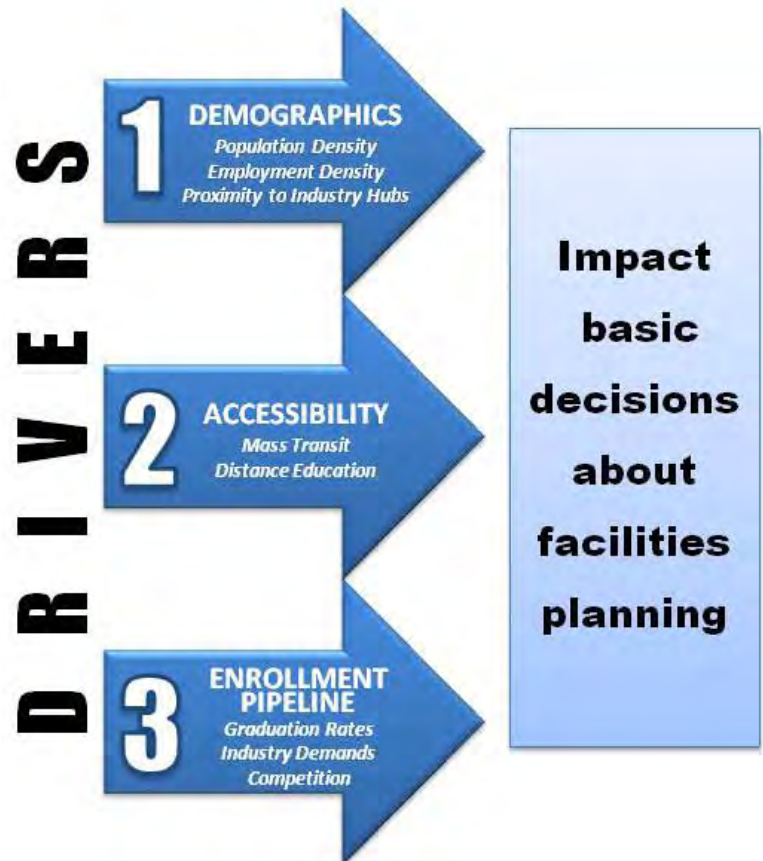 DRIVERS
1
DEMOGRAPHICS
Population Density
Employment Density
Proximity to Industry Hubs
2
ACCESSIBILITY
Mass Transit
Distance Education
3
ENROLLMENT
PIPELINE
Graduation Rates
Industry Demands
Competition
Impact
basic
decisions
about
facilities
planning